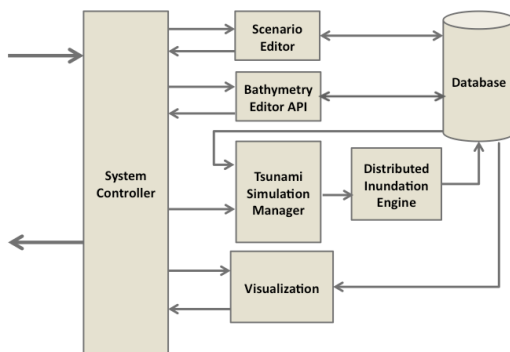 Scenario
Editor
Bathymetry
Editor API
Database
System
Controller
Tsunami
Simulation
Manager
Distributed
Inundation
Engine
Visualization